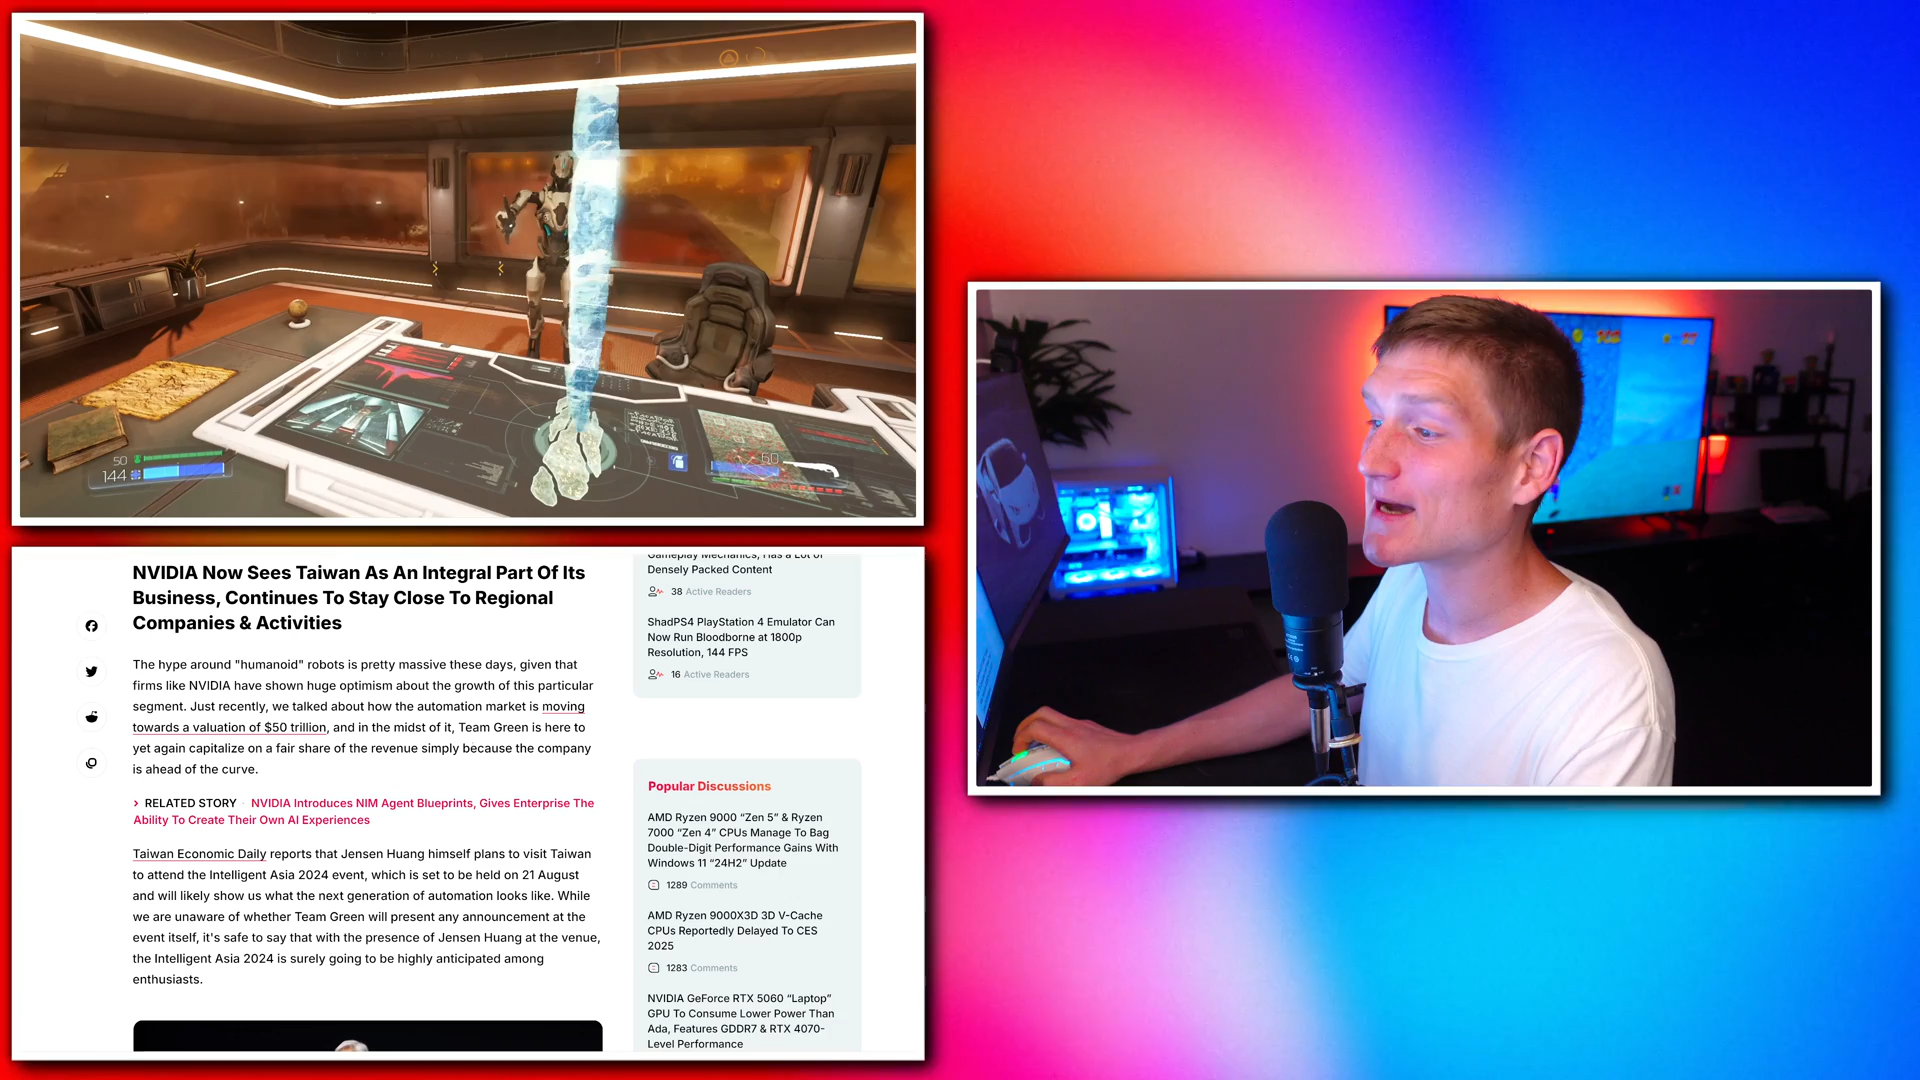 50
144
60
NVIDIA Now Sees Taiwan As An Integral Part Of Its
Business, Continues To Stay Close To Regional
Companies & Activities
The hype around "humanoid" robots is pretty massive these days, given that
firms like NVIDIA have shown huge optimism about the growth of this particular
segment. Just recently, we talked about how the automation market is moving
towards a valuation of $50 trillion, and in the midst of it, Team Green is here to
yet again capitalize on a fair share of the revenue simply because the company
is ahead of the curve.
RELATED STORY · NVIDIA Introduces NIM Agent Blueprints, Gives Enterprise The
Ability To Create Their Own AI Experiences
Taiwan Economic Daily reports that Jensen Huang himself plans to visit Taiwan
to attend the Intelligent Asia 2024 event, which is set to be held on 21 August
and will likely show us what the next generation of automation looks like. While
we are unaware of whether Team Green will present any announcement at the
event itself, it's safe to say that with the presence of Jensen Huang at the venue,
the Intelligent Asia 2024 is surely going to be highly anticipated among
enthusiasts.
Gameplay Mechanics, Has a Lot of
Densely Packed Content
38 Active Readers
ShadPS4 PlayStation 4 Emulator Can
Now Run Bloodborne at 1800p
Resolution, 144 FPS
16 Active Readers
Popular Discussions
AMD Ryzen 9000 “Zen 5” & Ryzen
7000 “Zen 4” CPUs Manage To Bag
Double-Digit Performance Gains With
Windows 11 “24H2” Update
1289 Comments
AMD Ryzen 9000X3D 3D V-Cache
CPUs Reportedly Delayed To CES
2025
1283 Comments
NVIDIA GeForce RTX 5060 “Laptop”
GPU To Consume Lower Power Than
Ada, Features GDDR7 & RTX 4070-
Level Performance